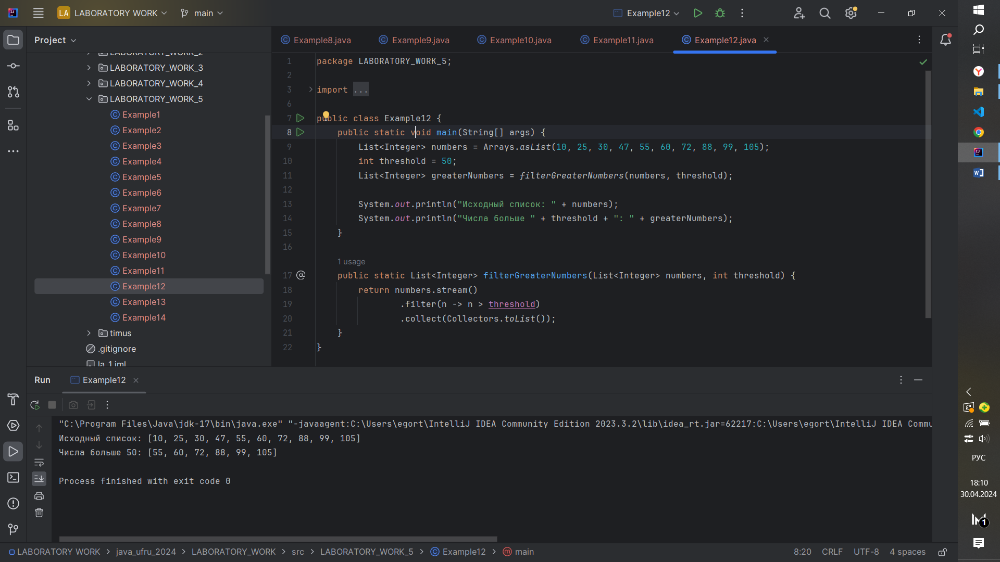 LA LABORATORY WORK main Example12
Project
Example8.java Example9.java Example10.java Example11.java Example12.java
LABORATORY_WORK_2
LABORATORY_WORK_3
LABORATORY_WORK_4
LABORATORY_WORK_5
Example1
Example2
Example3
Example4
Example5
Example6
Example7
Example8
Example9
Example10
Example11
Example12
Example13
Example14
timus
.gitignore
la_1.iml
1 package LABORATORY_WORK_5;
2
3 import ...
6
7 public class Example12 {
8 public static void main(String[] args) {
9 List<Integer> numbers = Arrays.asList(10, 25, 30, 47, 55, 60, 72, 88, 99, 105);
10 int threshold = 50;
11 List<Integer> greaterNumbers = filterGreaterNumbers(numbers, threshold);
12
13 System.out.println("Исходный список: " + numbers);
14 System.out.println("Числа больше " + threshold + ": " + greaterNumbers);
15 }
16
1 usage
17 public static List<Integer> filterGreaterNumbers(List<Integer> numbers, int threshold) {
18 return numbers.stream()
19 .filter(n -> n > threshold)
20 .collect(Collectors.toList());
21 }
22 }
Run Example12
"C:\Program Files\Java\jdk-17\bin\java.exe" "-javaagent:C:\Users\egort\IntelliJ IDEA Community Edition 2023.3.2\lib\idea_rt.jar=62217:C:\Users\egort\IntelliJ IDEA Commu
Исходный список: [10, 25, 30, 47, 55, 60, 72, 88, 99, 105]
Числа больше 50: [55, 60, 72, 88, 99, 105]
Process finished with exit code 0
LABORATORY WORK > java_ufru_2024 > LABORATORY_WORK > src > LABORATORY_WORK_5 > Example12 > main
8:20 CRLF UTF-8 4 spaces
РУС
18:10
30.04.2024
1